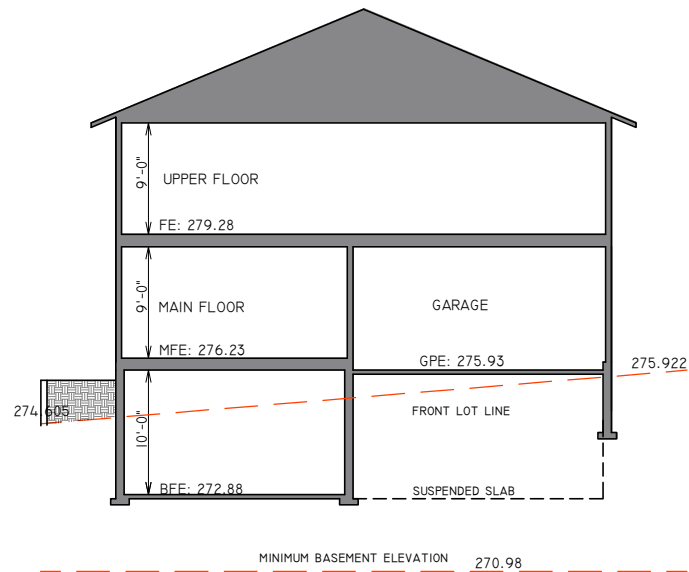 9'-0"
UPPER FLOOR
FE: 279.28
9'-0"
MAIN FLOOR
GARAGE
MFE: 276.23
GPE: 275.93
275.922
274.605
FRONT LOT LINE
10'-0"
BFE: 272.88
SUSPENDED SLAB
MINIMUM BASEMENT ELEVATION 270.98